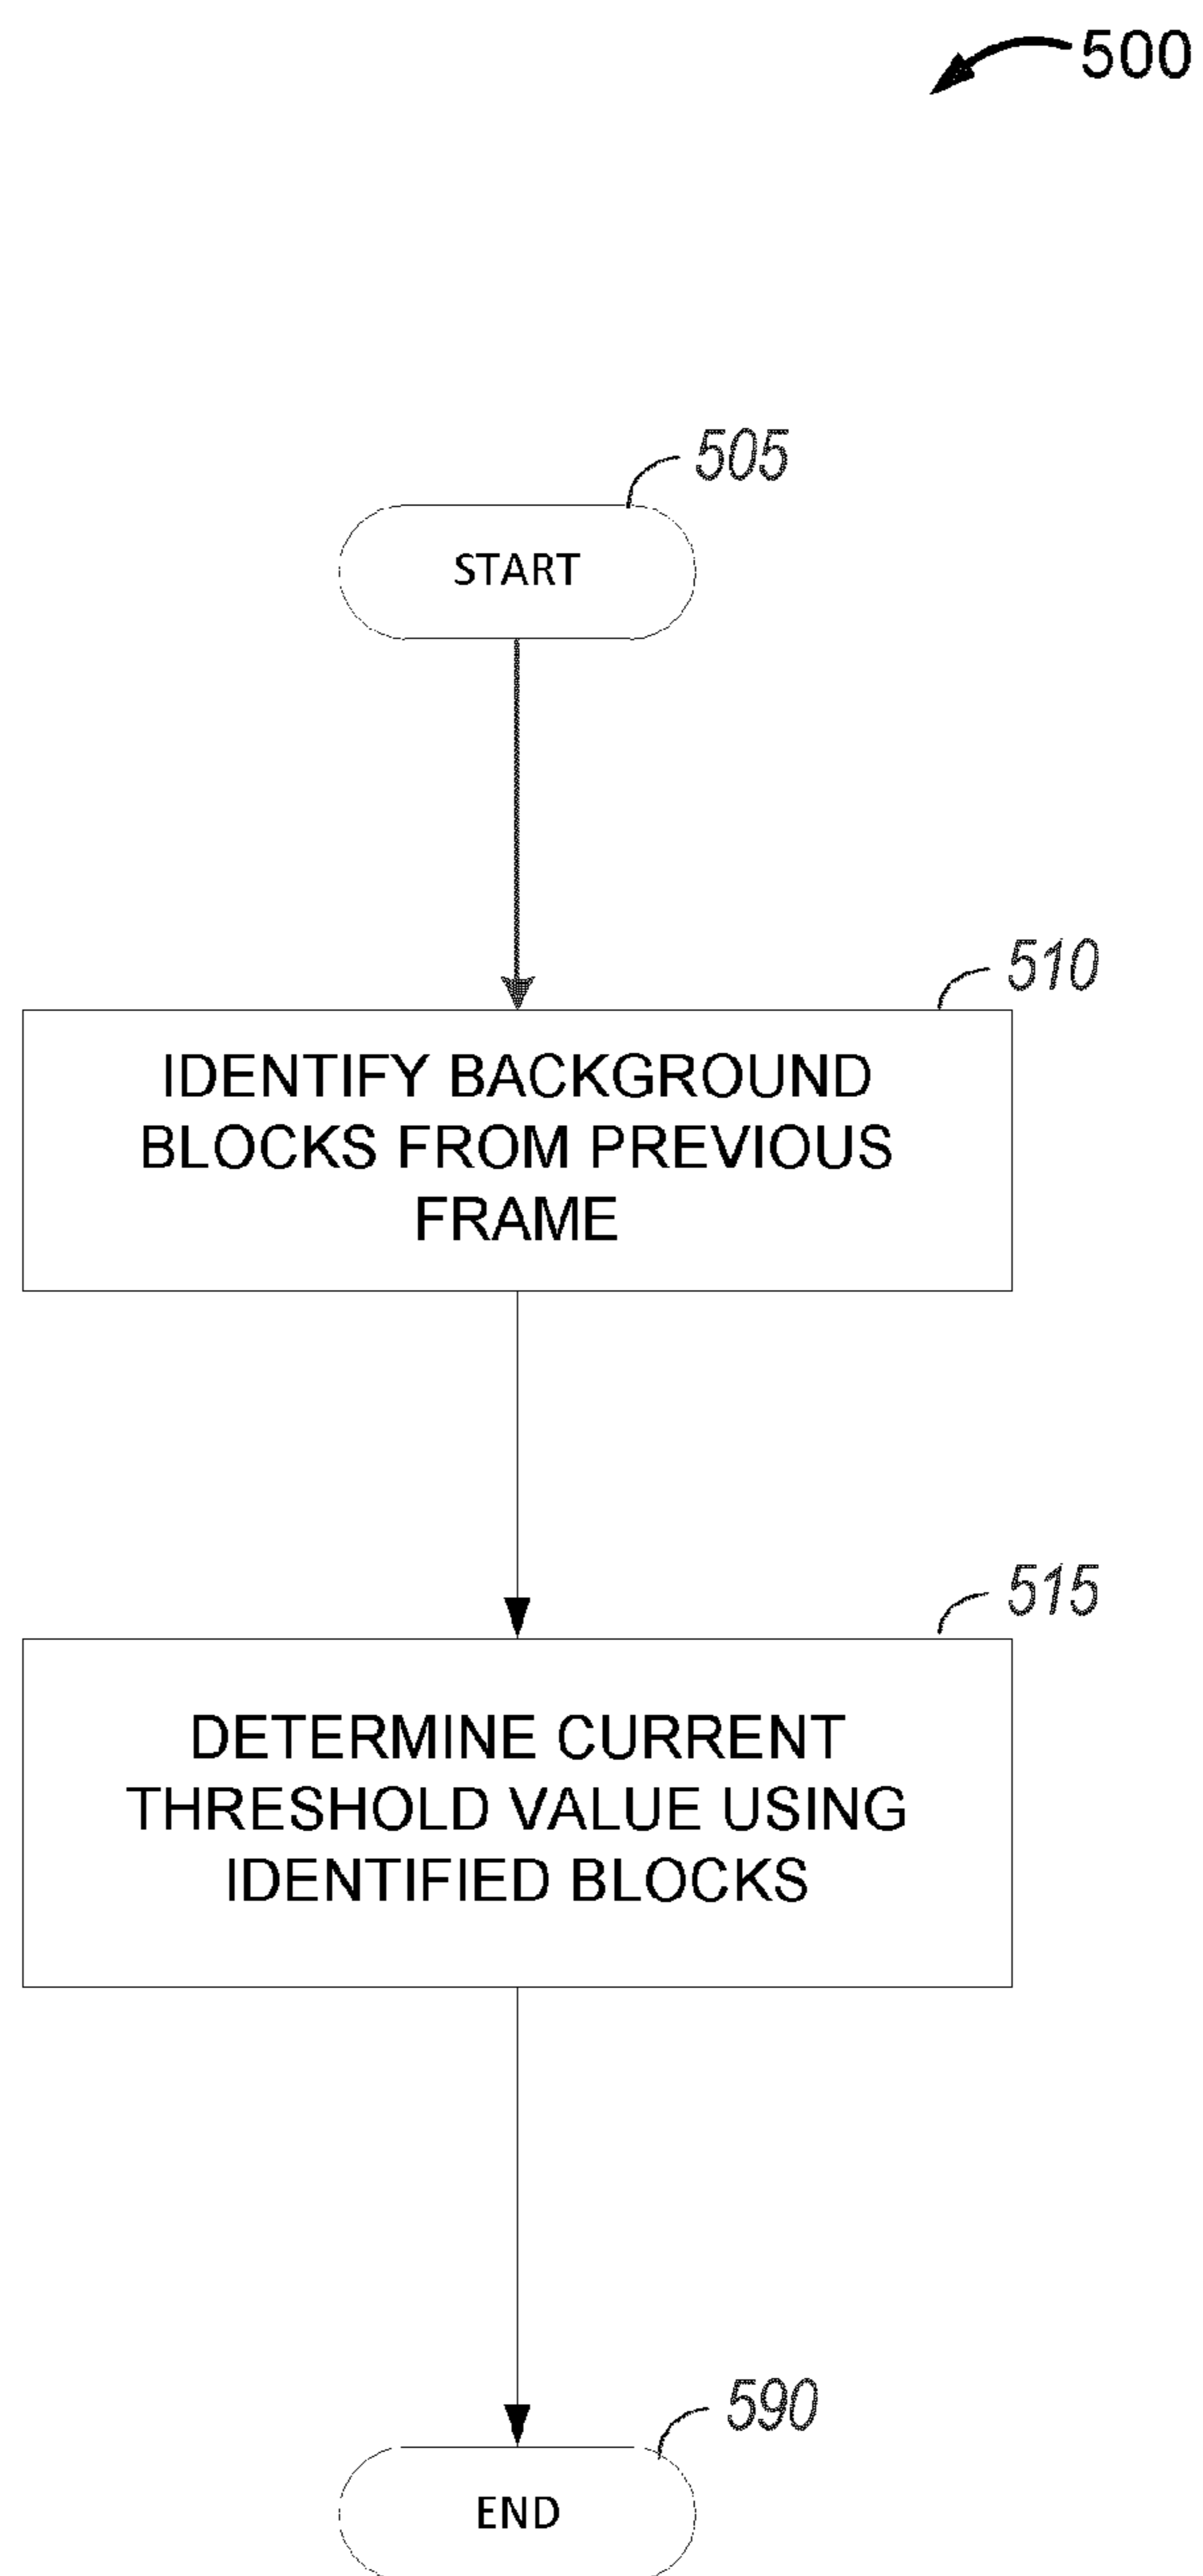 500
505
START
510
IDENTIFY BACKGROUND
BLOCKS FROM PREVIOUS
FRAME
515
DETERMINE CURRENT
THRESHOLD VALUE USING
IDENTIFIED BLOCKS
590
END